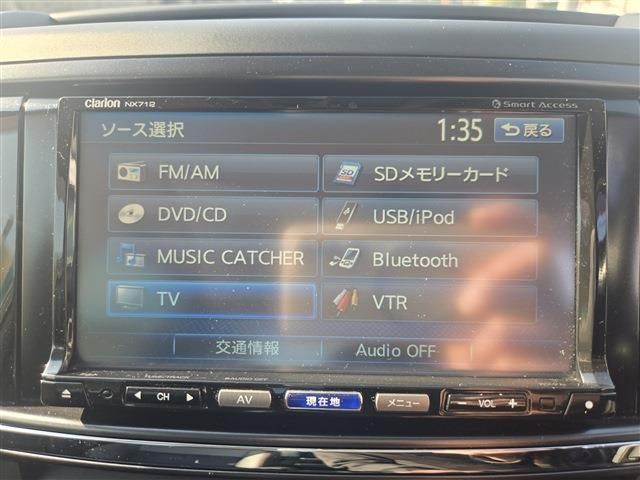 clarion NX712
Smart Access
ソース選択 1:35 戻る
FM/AM SD SDメモリーカード
DVD/CD USB/iPod
MUSIC CATCHER Bluetooth
TV VTR
交通情報 Audio OFF
CH AV 現在地 メニュー VOL +